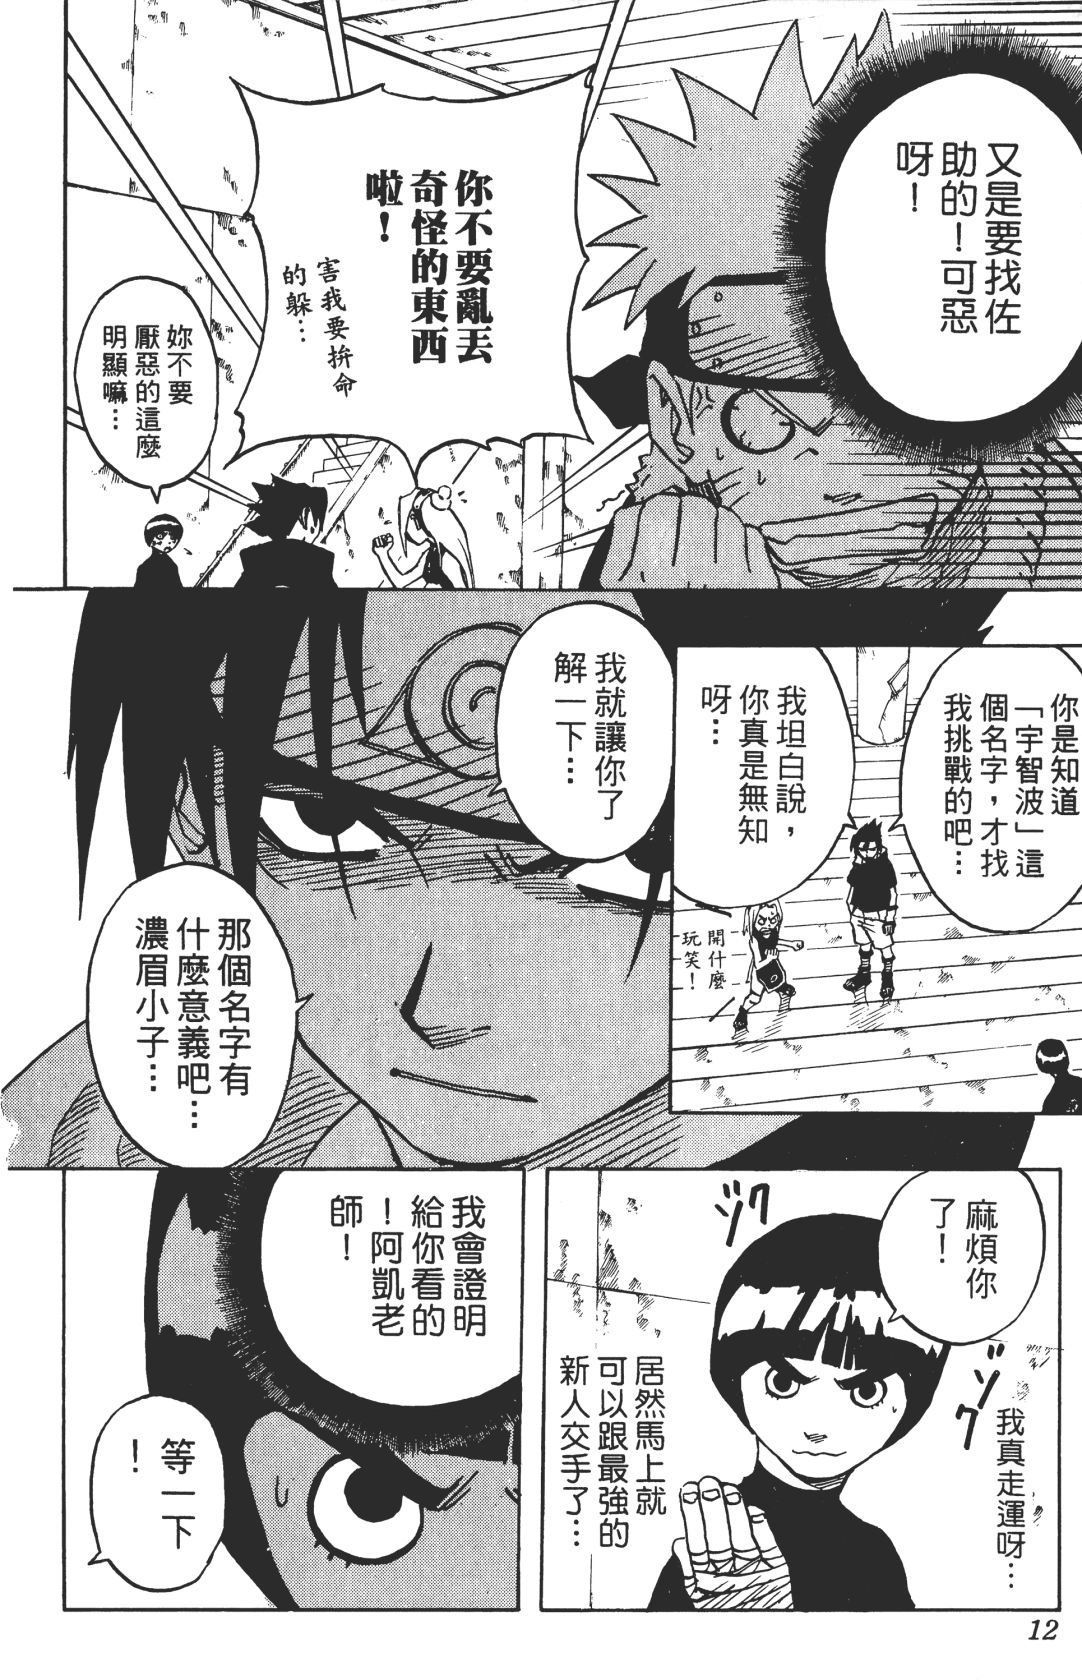 又是要找佐
助的！可惡
呀！
你不要亂丟
奇怪的東西
啦！
害我要拚命
的躲…
妳不要
厭惡的這麼
明顯嘛…
你是知道
「宇智波」這
個名字，才找
我挑戰的吧…
我坦白說，
你真是無知
呀…
開什麼
玩笑！
我就讓你了
解一下…
那個名字有
什麼意義吧…
濃眉小子…
麻煩你
了！
ジク
ゾク
我真走運呀…
居然馬上就
可以跟最強的
新人交手了…
我會證明
給你看的
！阿凱老
師！
等一下
！
12